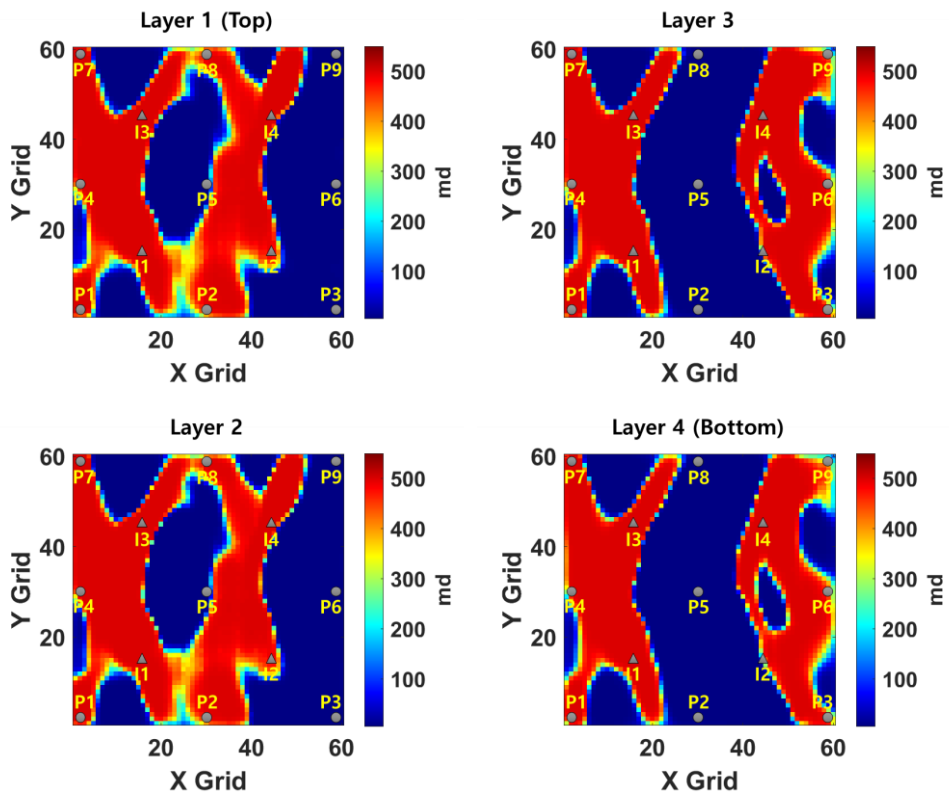 Layer 1 (Top)
60
40
20
Y Grid
P7
P8
P9
I3
I4
P4
P5
P6
I1
I2
P1
P2
P3
20
40
60
X Grid
500
400
300
200
100
md
Layer 3
60
40
20
Y Grid
P7
P8
P9
I3
I4
P4
P5
P6
I1
I2
P1
P2
P3
20
40
60
X Grid
500
400
300
200
100
md
Layer 2
60
40
20
Y Grid
P7
P8
P9
I3
I4
P4
P5
P6
I1
I2
P1
P2
P3
20
40
60
X Grid
500
400
300
200
100
md
Layer 4 (Bottom)
60
40
20
Y Grid
P7
P8
P9
I3
I4
P4
P5
P6
I1
I2
P1
P2
P3
20
40
60
X Grid
500
400
300
200
100
md